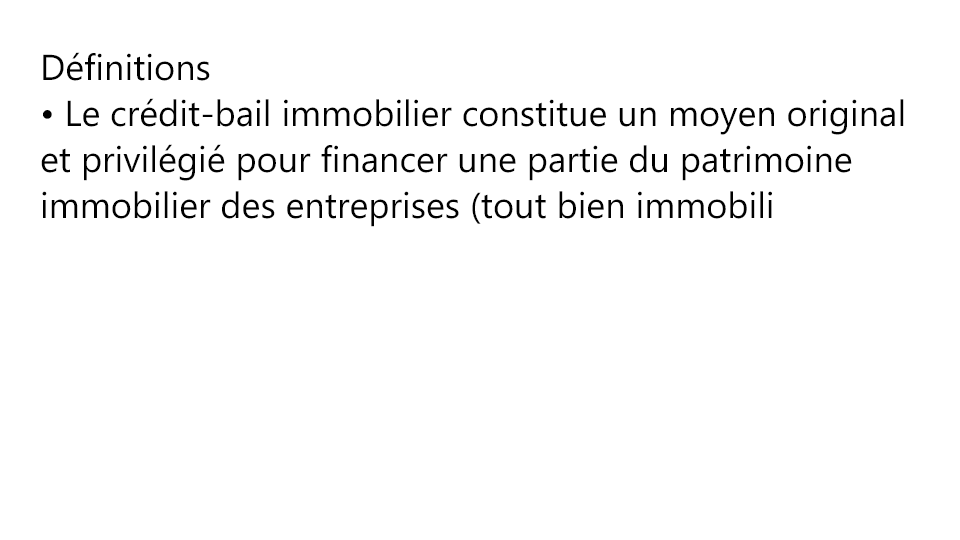 Définitions
• Le crédit-bail immobilier constitue un moyen original
et privilégié pour financer une partie du patrimoine
immobilier des entreprises (tout bien immobili